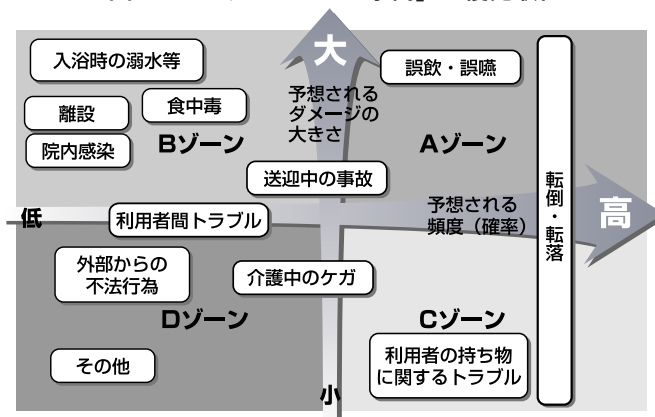 大
入浴時の溺水等
誤飲・誤嚥
予想される
ダメージの
大きさ
離設
食中毒
Bゾーン
Aゾーン
院内感染
送迎中の事故
転倒・転落
低
利用者間トラブル
予想される
頻度（確率）
高
外部からの
不法行為
介護中のケガ
Dゾーン
Cゾーン
その他
利用者の持ち物
に関するトラブル
小